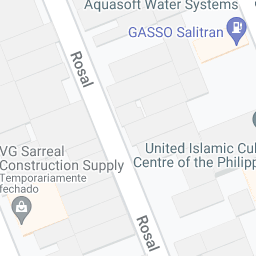 Aquasoft Water Systems
GASSO Salitran
Rosal
United Islamic Cul
Centre of the Philipp
VG Sarreal
Construction Supply
Temporariamente
fechado
Rosal